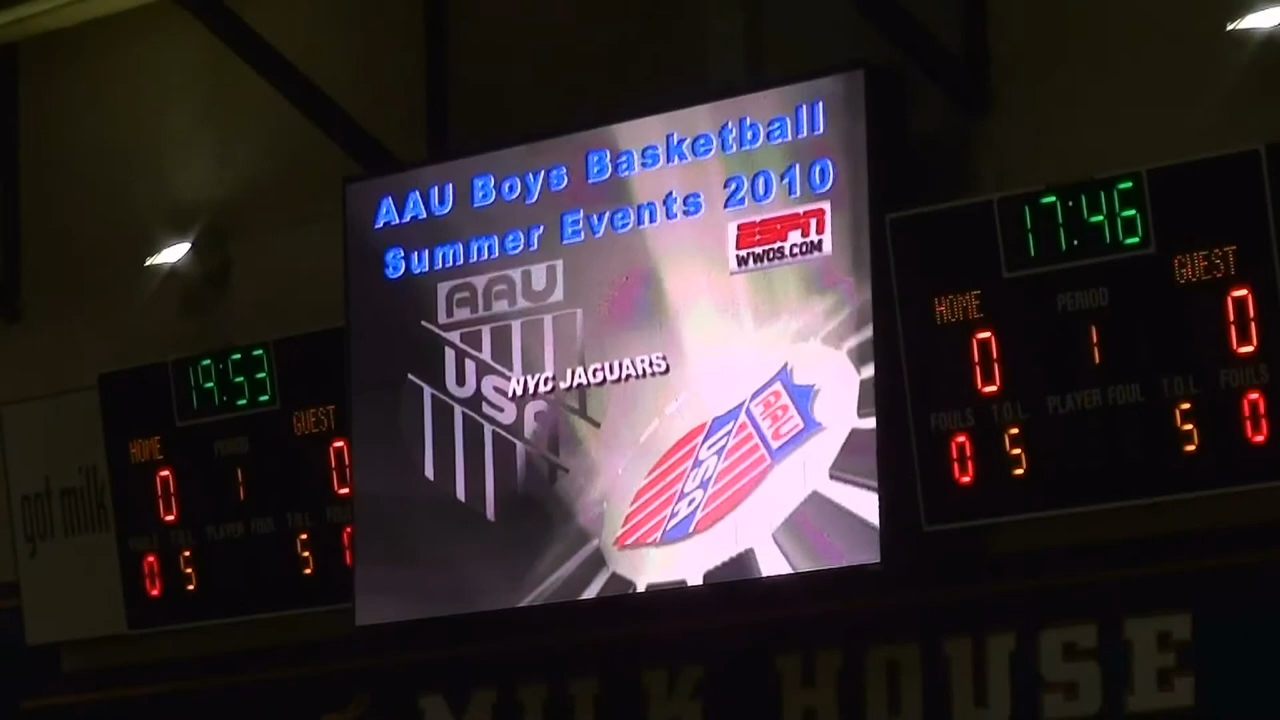 AAU Boys Basketball
Summer Events 2010
ESPN
WWOS.COM
AAU
USA
NYC JAGUARS
AAU
USA
got milk
19:53
HOME
PERIOD
GUEST
0
1
0
FOULS
T.O.L.
PLAYER FOUL
T.O.L.
0
5
5
17:46
HOME
PERIOD
GUEST
0
1
0
FOULS
T.O.L.
PLAYER FOUL
T.O.L.
FOULS
0
5
5
0
MILK HOUSE